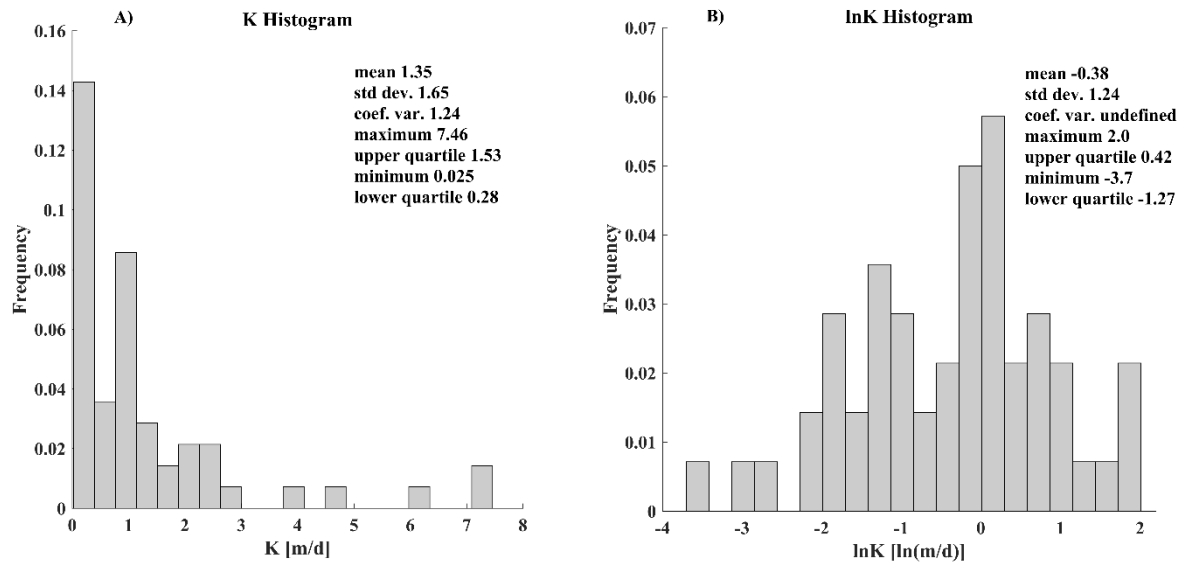 A)
K Histogram
0.16
0.14
0.12
0.1
0.08
0.06
0.04
0.02
0
Frequency
mean 1.35
std dev. 1.65
coef. var. 1.24
maximum 7.46
upper quartile 1.53
minimum 0.025
lower quartile 0.28
0 1 2 3 4 5 6 7 8
K [m/d]
B)
lnK Histogram
0.07
0.06
0.05
0.04
0.03
0.02
0.01
0
Frequency
mean -0.38
std dev. 1.24
coef. var. undefined
maximum 2.0
upper quartile 0.42
minimum -3.7
lower quartile -1.27
-4 -3 -2 -1 0 1 2
lnK [ln(m/d)]